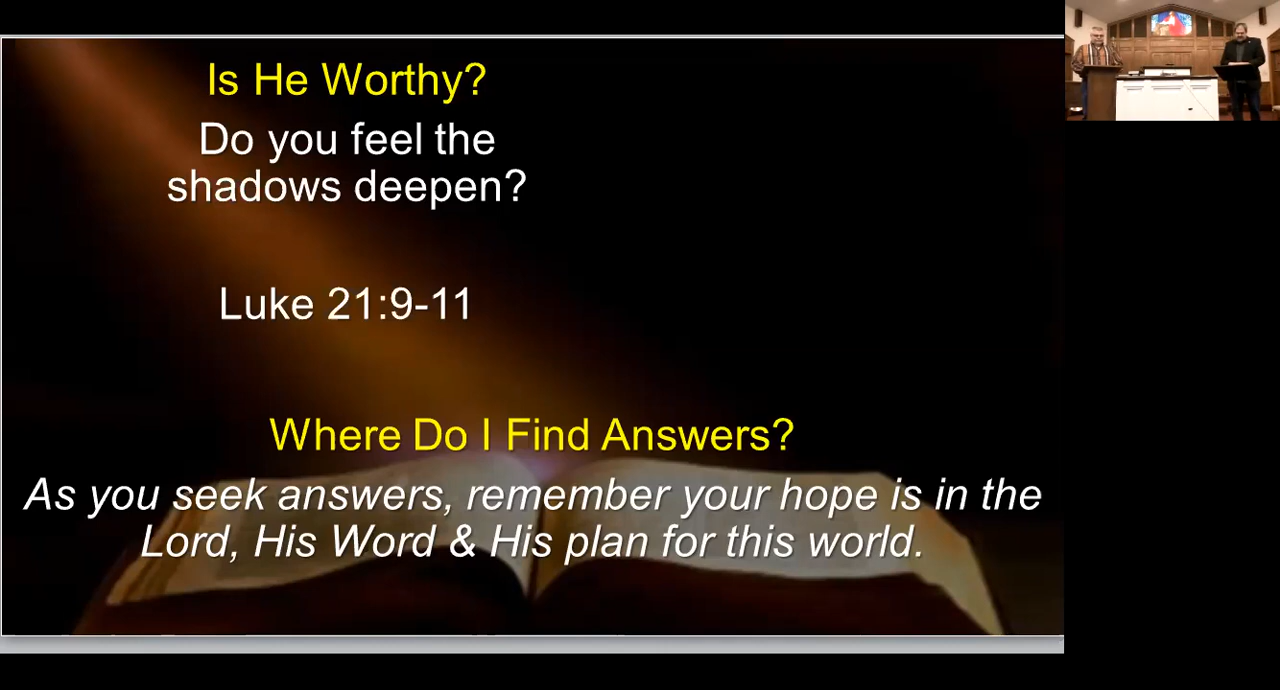 Is He Worthy?
Do you feel the
shadows deepen?
Luke 21:9-11
Where Do I Find Answers?
As you seek answers, remember your hope is in the
Lord, His Word & His plan for this world.